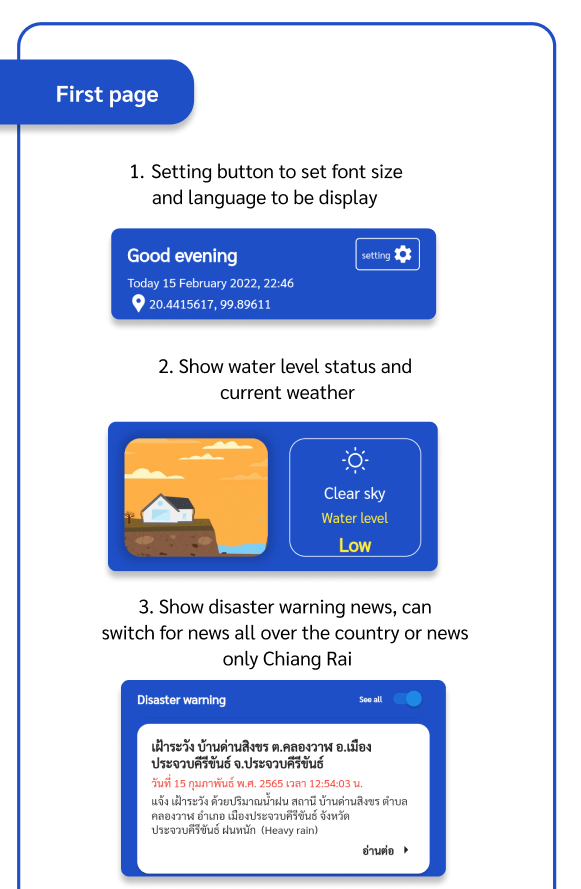 First page
1. Setting button to set font size
and language to be display
Good evening
setting
Today 15 February 2022, 22:46
20.4415617, 99.89611
2. Show water level status and
current weather
Clear sky
Water level
Low
3. Show disaster warning news, can
switch for news all over the country or news
only Chiang Rai
Disaster warning
See all
เฝ้าระวัง บ้านด่านสิงขร ต.คลองวาฬ อ.เมือง
ประจวบคีรีขันธ์ จ.ประจวบคีรีขันธ์
วันที่ 15 กุมภาพันธ์ พ.ศ. 2565 เวลา 12:54:03 น.
แจ้ง เฝ้าระวัง ด้วยปริมาณน้ำฝน สถานี บ้านด่านสิงขร ตำบล
คลองวาฬ อำเภอ เมืองประจวบคีรีขันธ์ จังหวัด
ประจวบคีรีขันธ์ ฝนหนัก (Heavy rain)
อ่านต่อ